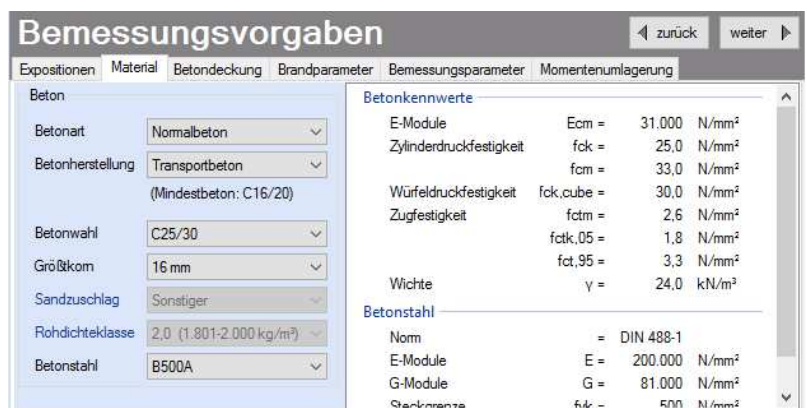 Bemessungsvorgaben
zurück
weiter
Expositionen Material Betondeckung Brandparameter Bemessungsparameter Momentenumlagerung
Beton
Betonart Normalbeton
Betonherstellung Transportbeton
(Mindestbeton: C16/20)
Betonwahl C25/30
Größtkorn 16 mm
Sandzuschlag Sonstiger
Rohdichteklasse 2,0 (1.801-2.000 kg/m³)
Betonstahl B500A
Betonkennwerte
E-Module Ecm = 31.000 N/mm²
Zylinderdruckfestigkeit fck = 25,0 N/mm²
fcm = 33,0 N/mm²
Würfeldruckfestigkeit fck,cube = 30,0 N/mm²
Zugfestigkeit fctm = 2,6 N/mm²
fctk,05 = 1,8 N/mm²
fct,95 = 3,3 N/mm²
Wichte γ = 24,0 kN/m³
Betonstahl
Norm = DIN 488-1
E-Module E = 200.000 N/mm²
G-Module G = 81.000 N/mm²
Steckgrenze fyk = 500 N/mm²